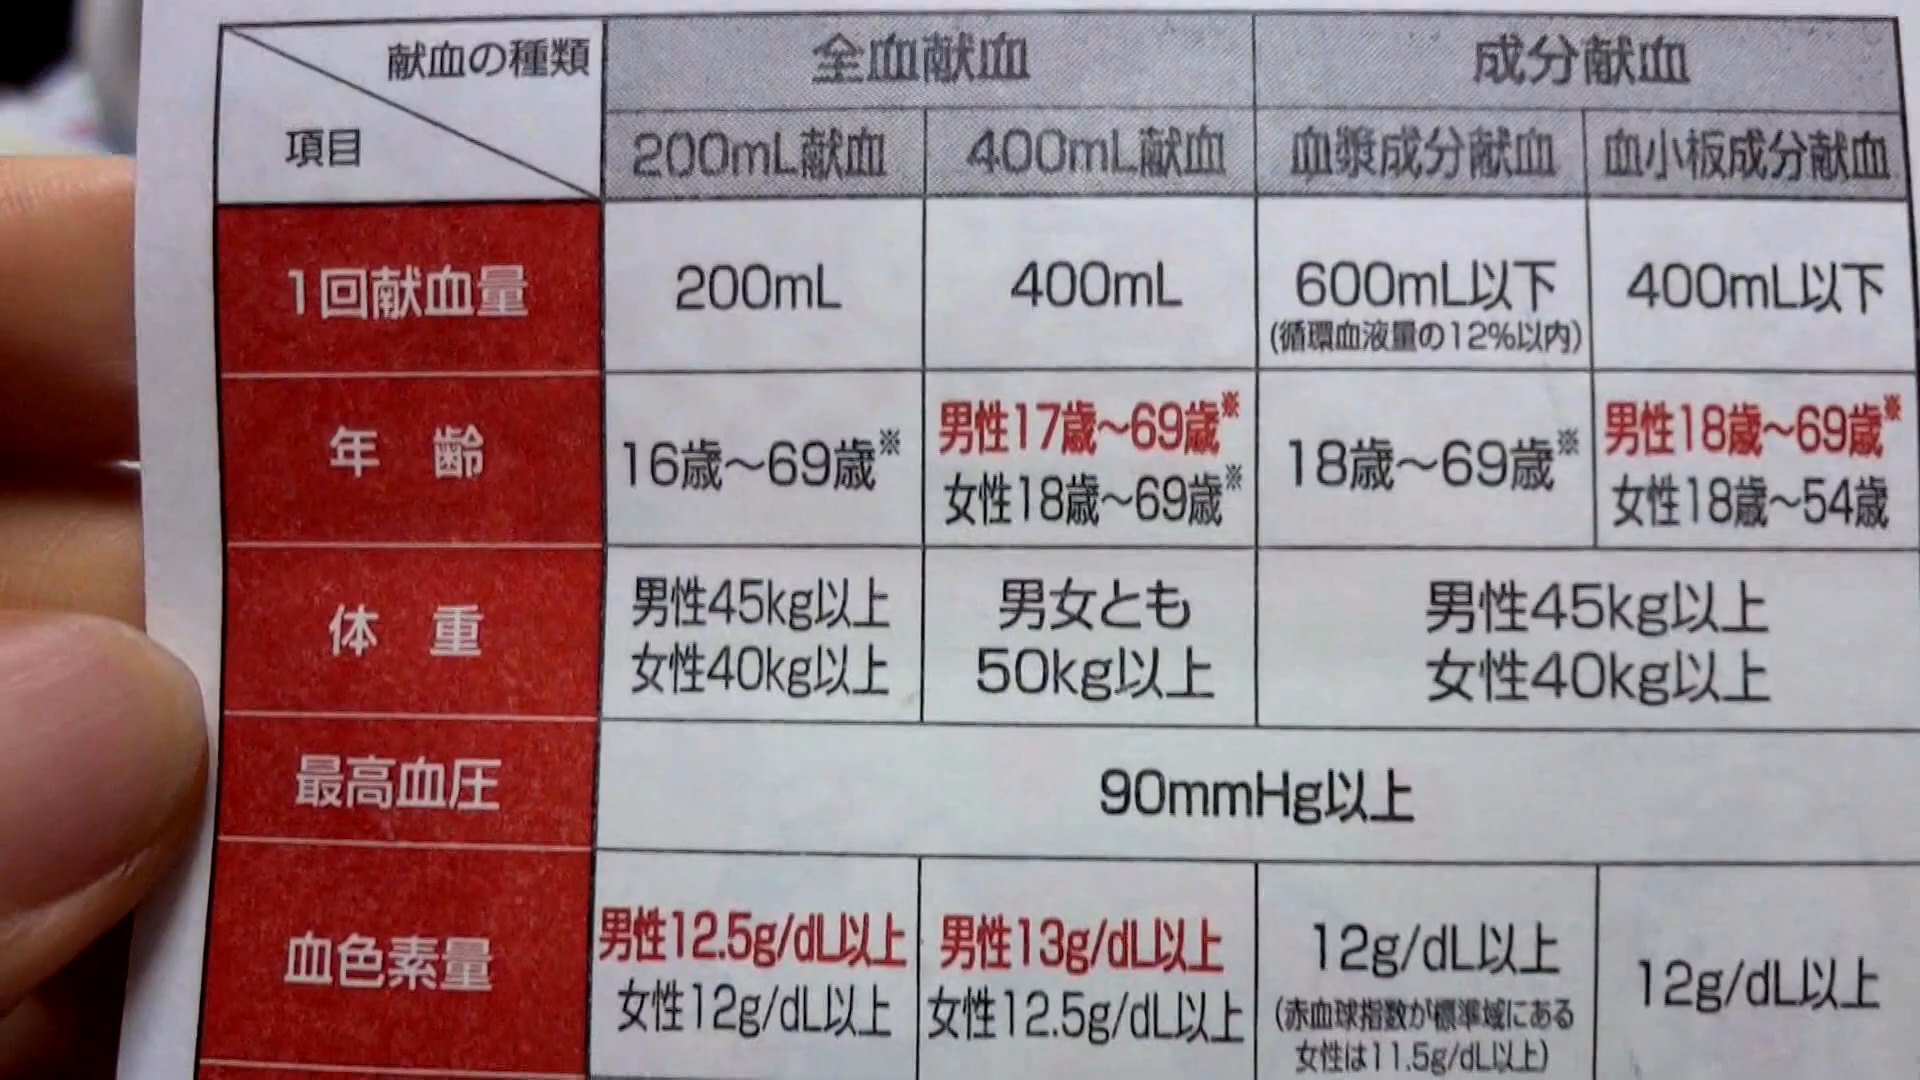 献血の種類
項目
全血献血
成分献血
200mL献血
400mL献血
血漿成分献血
血小板成分献血
1回献血量
200mL
400mL
600mL以下
(循環血液量の12%以内)
400mL以下
年 齢
16歳～69歳※
男性17歳～69歳※
女性18歳～69歳※
18歳～69歳※
男性18歳～69歳※
女性18歳～54歳
体 重
男性45kg以上
女性40kg以上
男女とも
50kg以上
男性45kg以上
女性40kg以上
最高血圧
90mmHg以上
血色素量
男性12.5g/dL以上
女性12g/dL以上
男性13g/dL以上
女性12.5g/dL以上
12g/dL以上
(赤血球指数が標準域にある
女性は11.5g/dL以上)
12g/dL以上